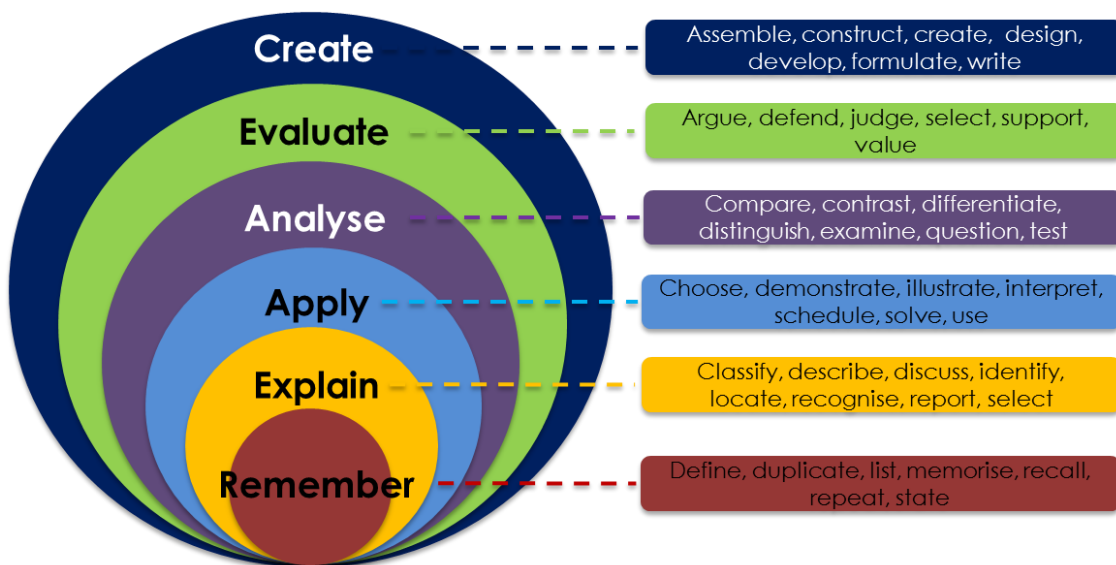 Create
Assemble, construct, create, design,
develop, formulate, write
Evaluate
Argue, defend, judge, select, support,
value
Analyse
Compare, contrast, differentiate,
distinguish, examine, question, test
Apply
Choose, demonstrate, illustrate, interpret,
schedule, solve, use
Explain
Classify, describe, discuss, identify,
locate, recognise, report, select
Remember
Define, duplicate, list, memorise, recall,
repeat, state